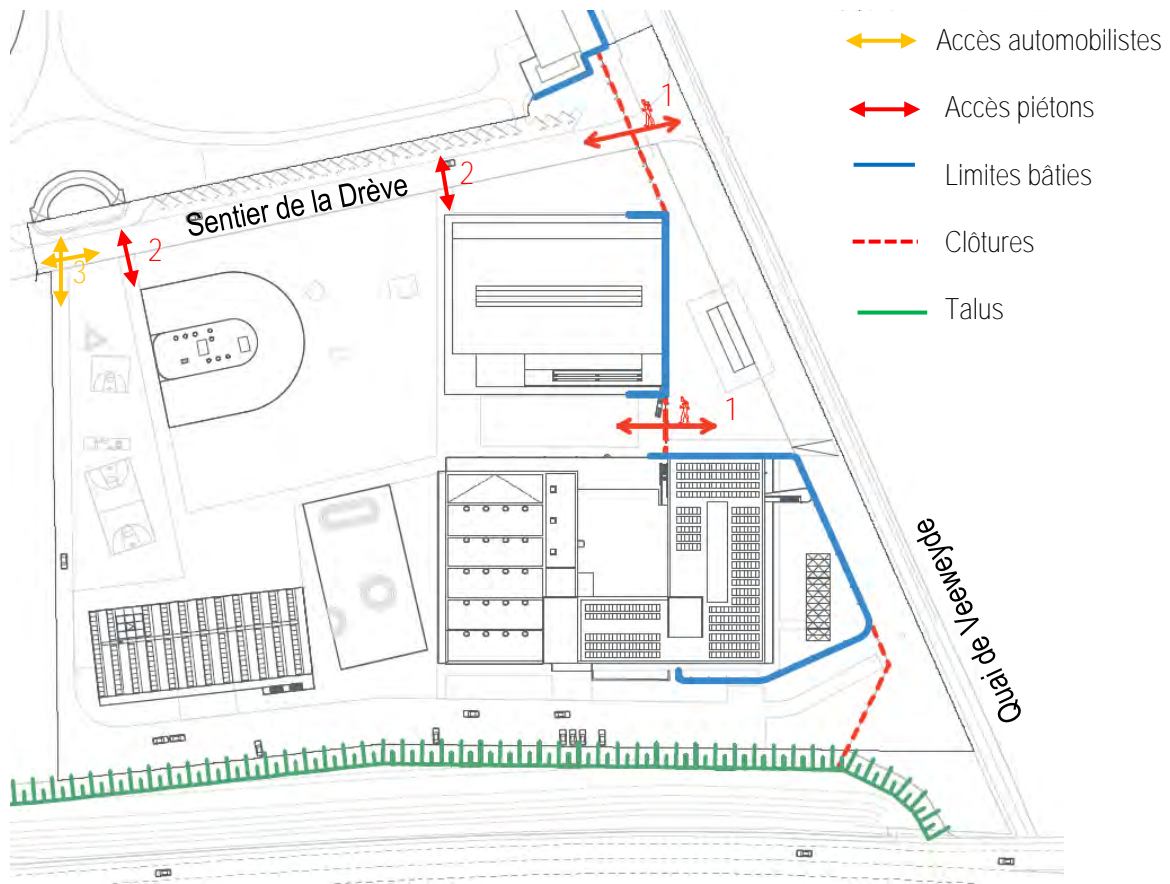 Accès automobilistes
Accès piétons
Limites bâties
Clôtures
Talus
1
2
Sentier de la Drève
2
3
1
Quai de Veeweyde